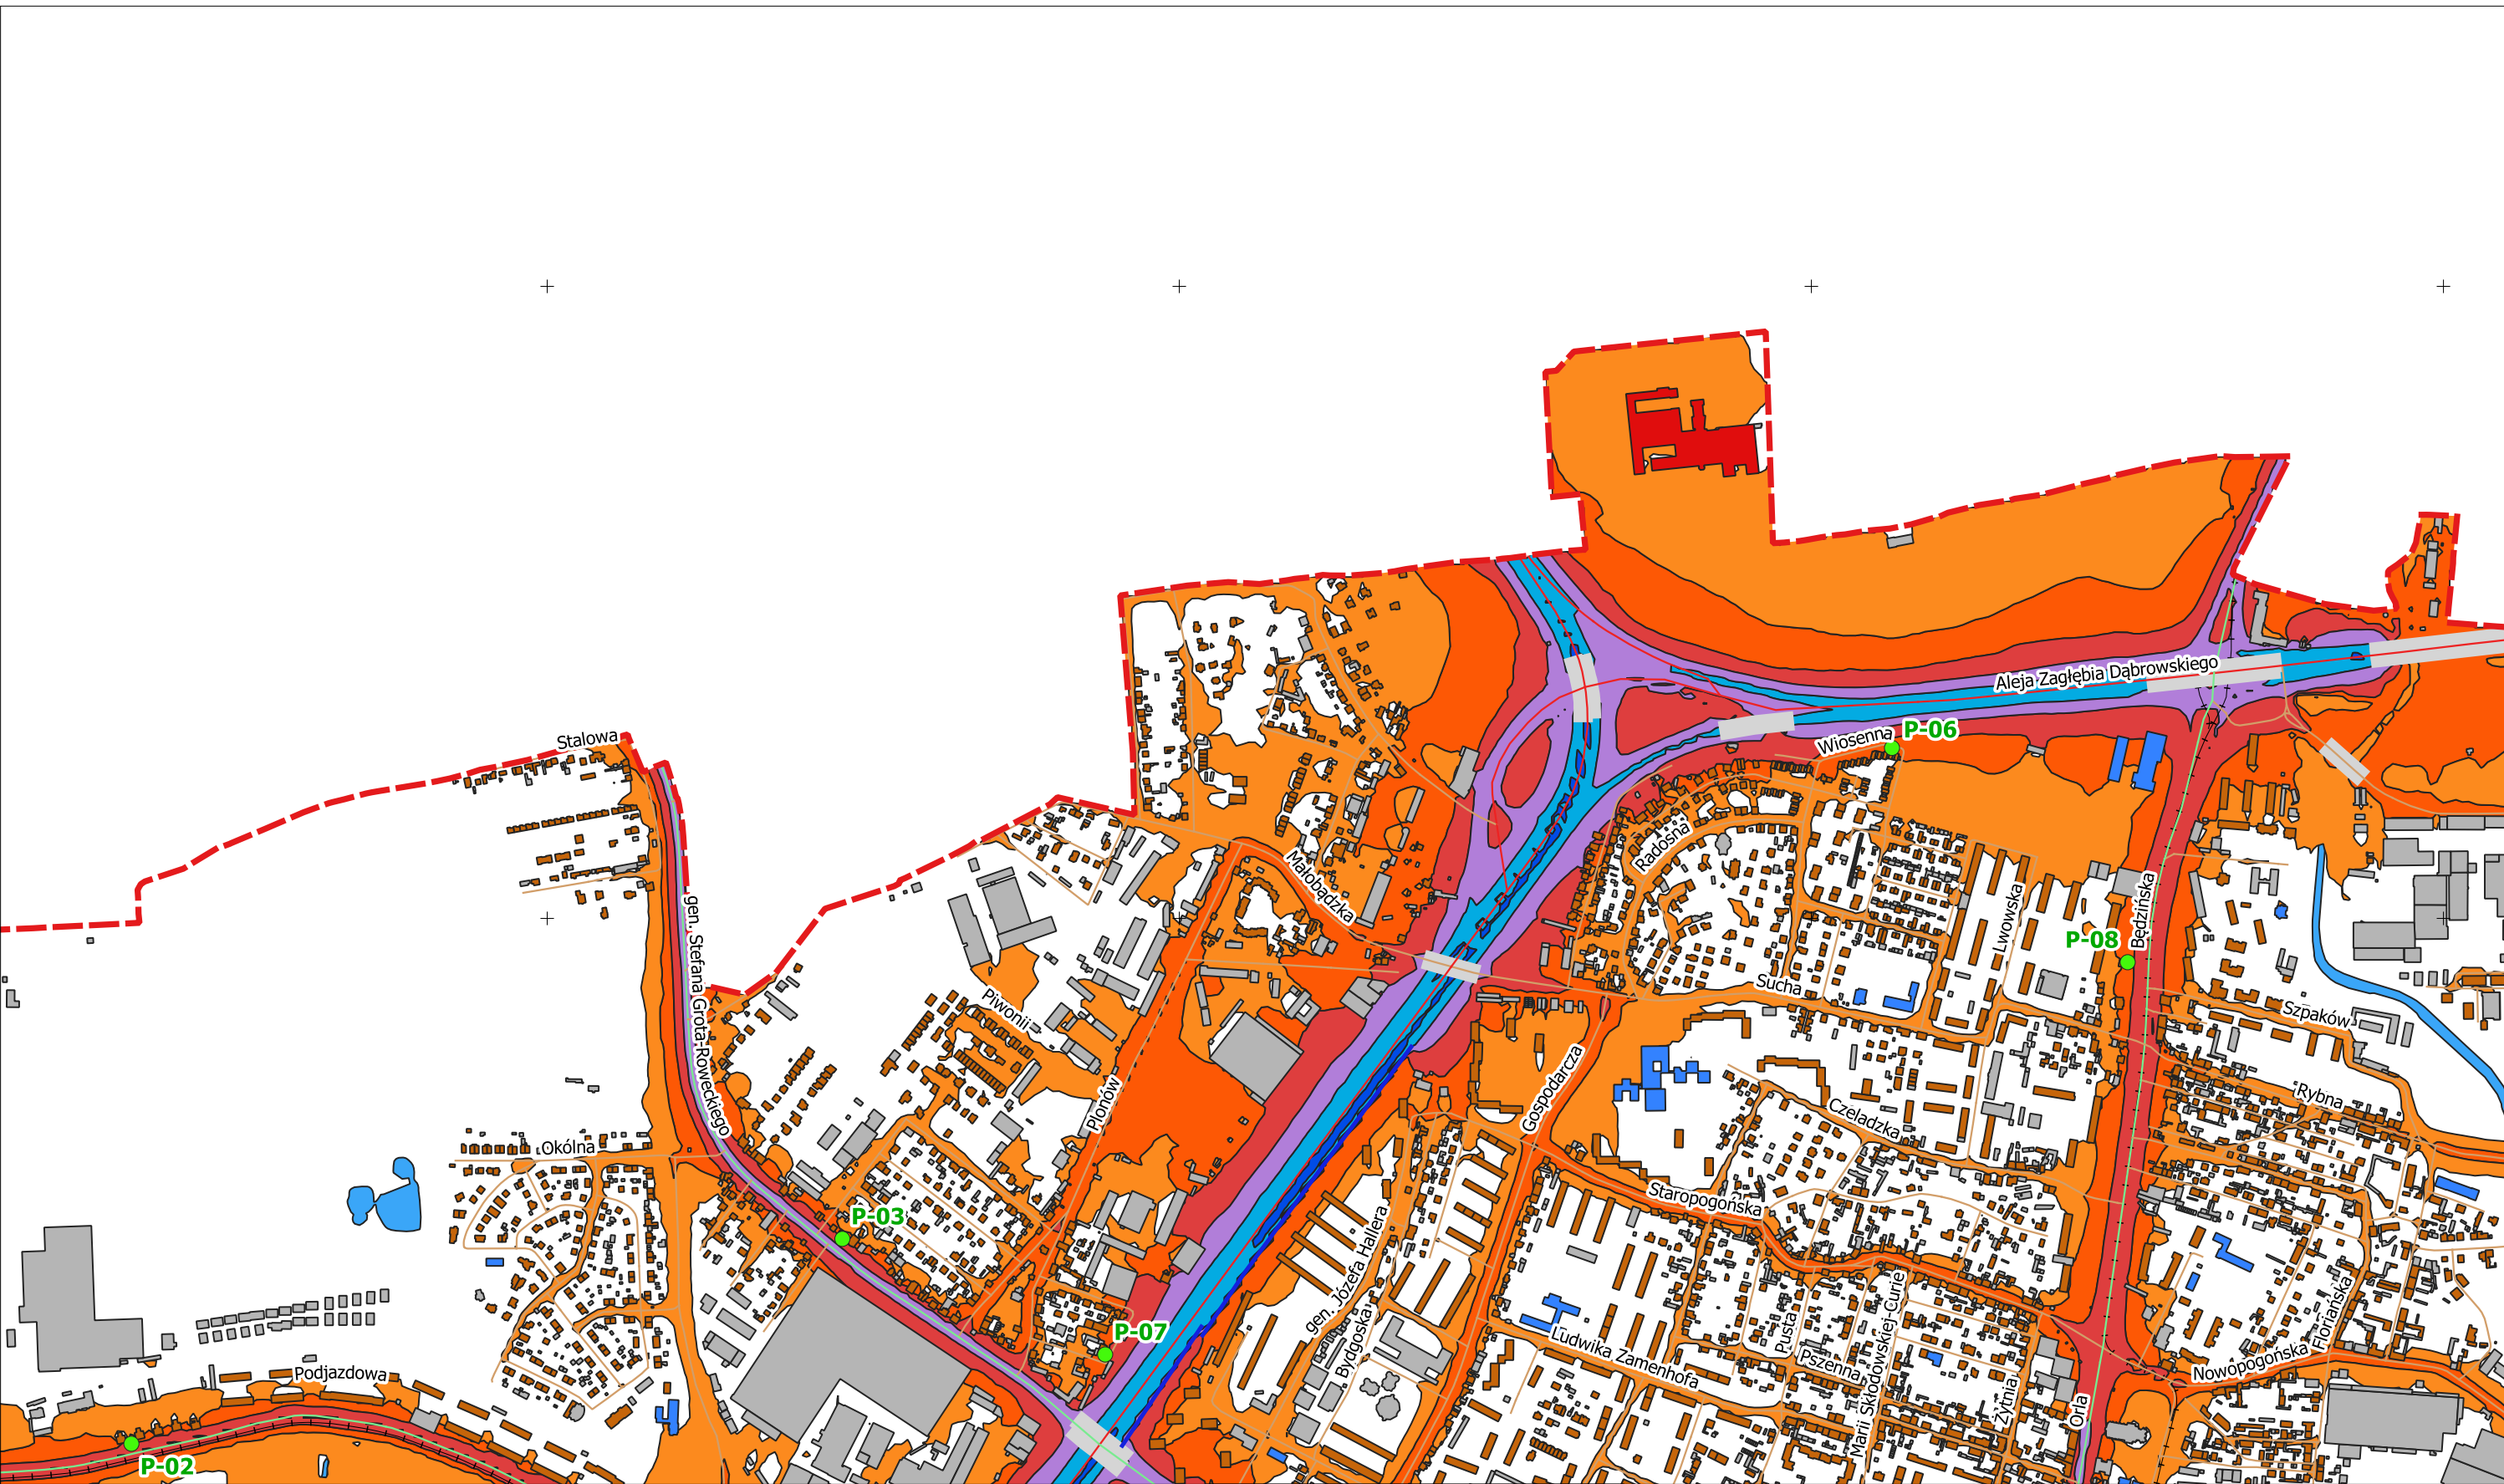 Aleja Zagłębia Dąbrowskiego
P-06
Wiosenna
Stalowa
Radosna
Małobądzka
Lwowska
Będzińska
P-08
gen. Stefana Grota-Roweckiego
Sucha
Piwonii
Szpaków
Plonów
Gospodarcza
Rybna
Czeladzka
Okólna
Staropogońska
P-03
gen. Józefa Hallera
Bydgoska
P-07
Ludwika Zamenhofa
Pusta
Pszenna
Marii Skłodowskiej-Curie
Żytnia
Orla
Nowopogońska
Floriańska
Podjazdowa
P-02